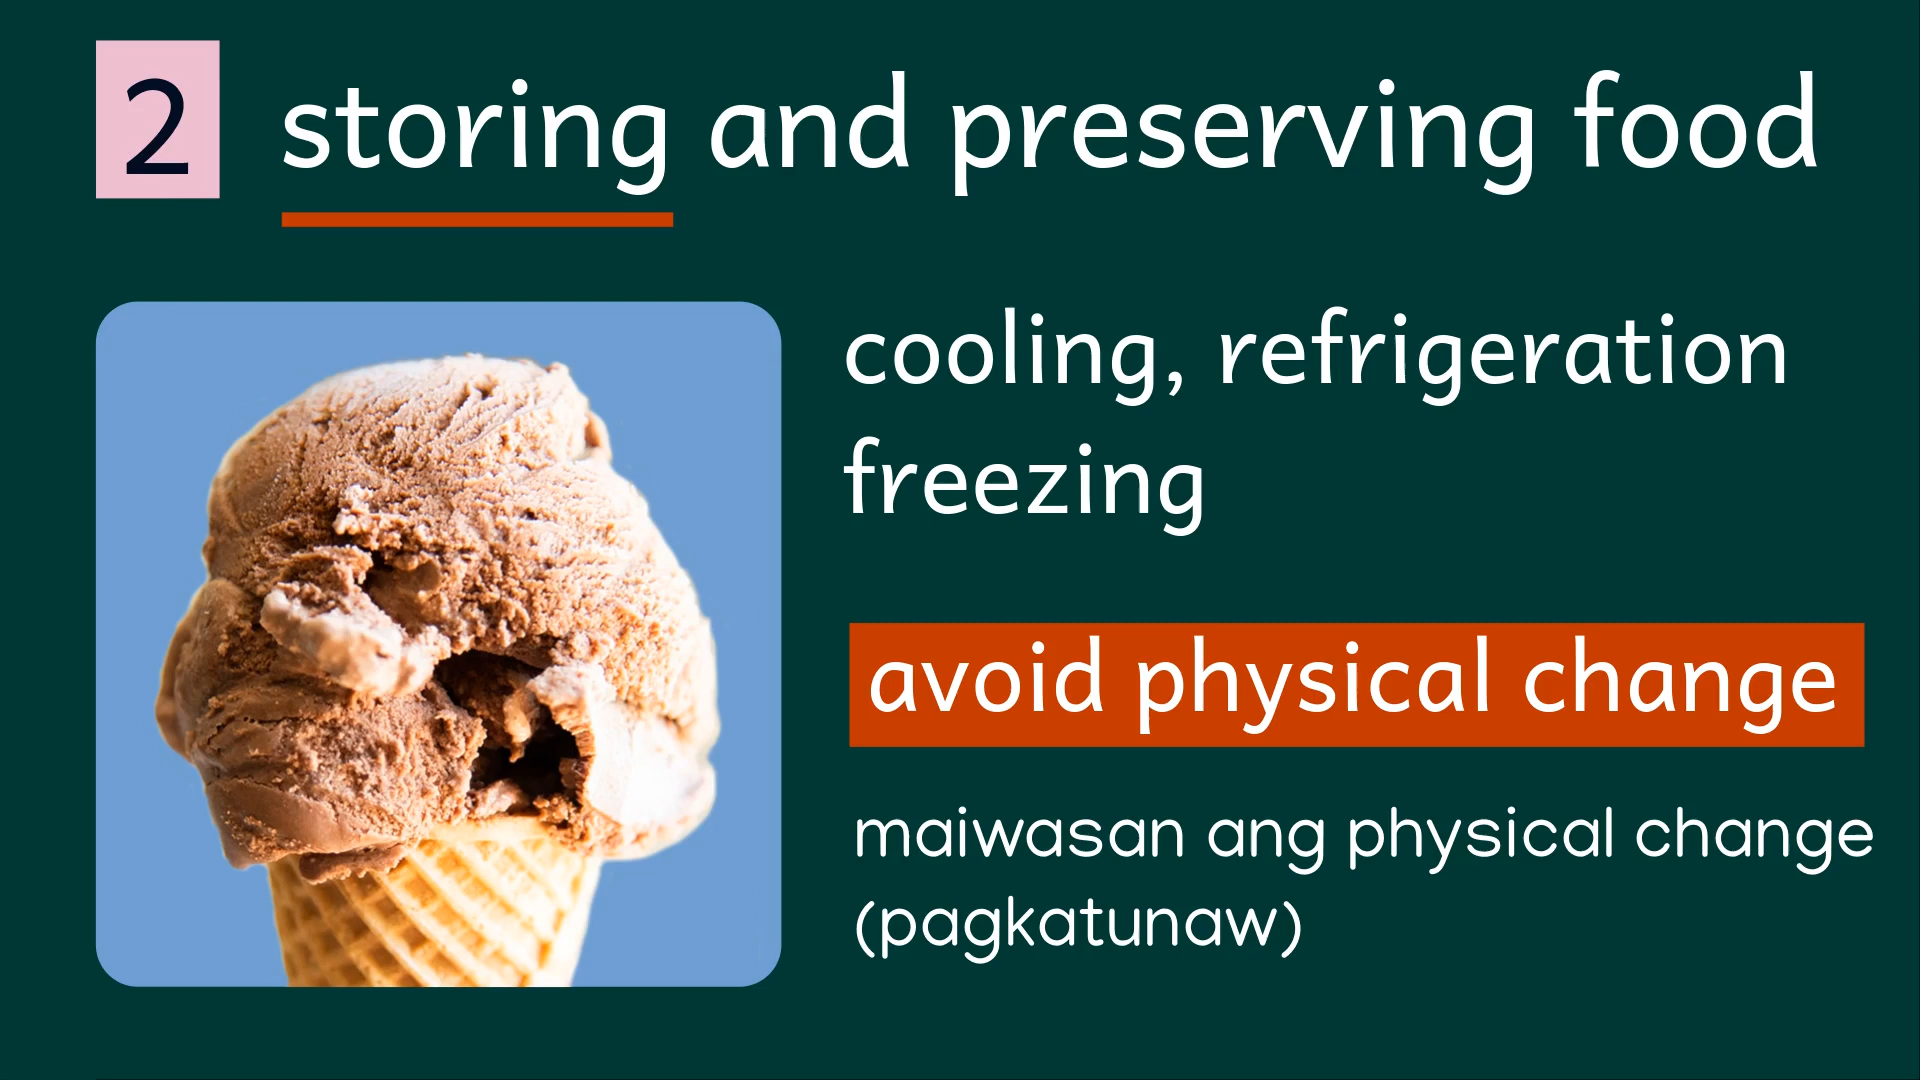 2 storing and preserving food
cooling, refrigeration
freezing
avoid physical change
maiwasan ang physical change
(pagkatunaw)